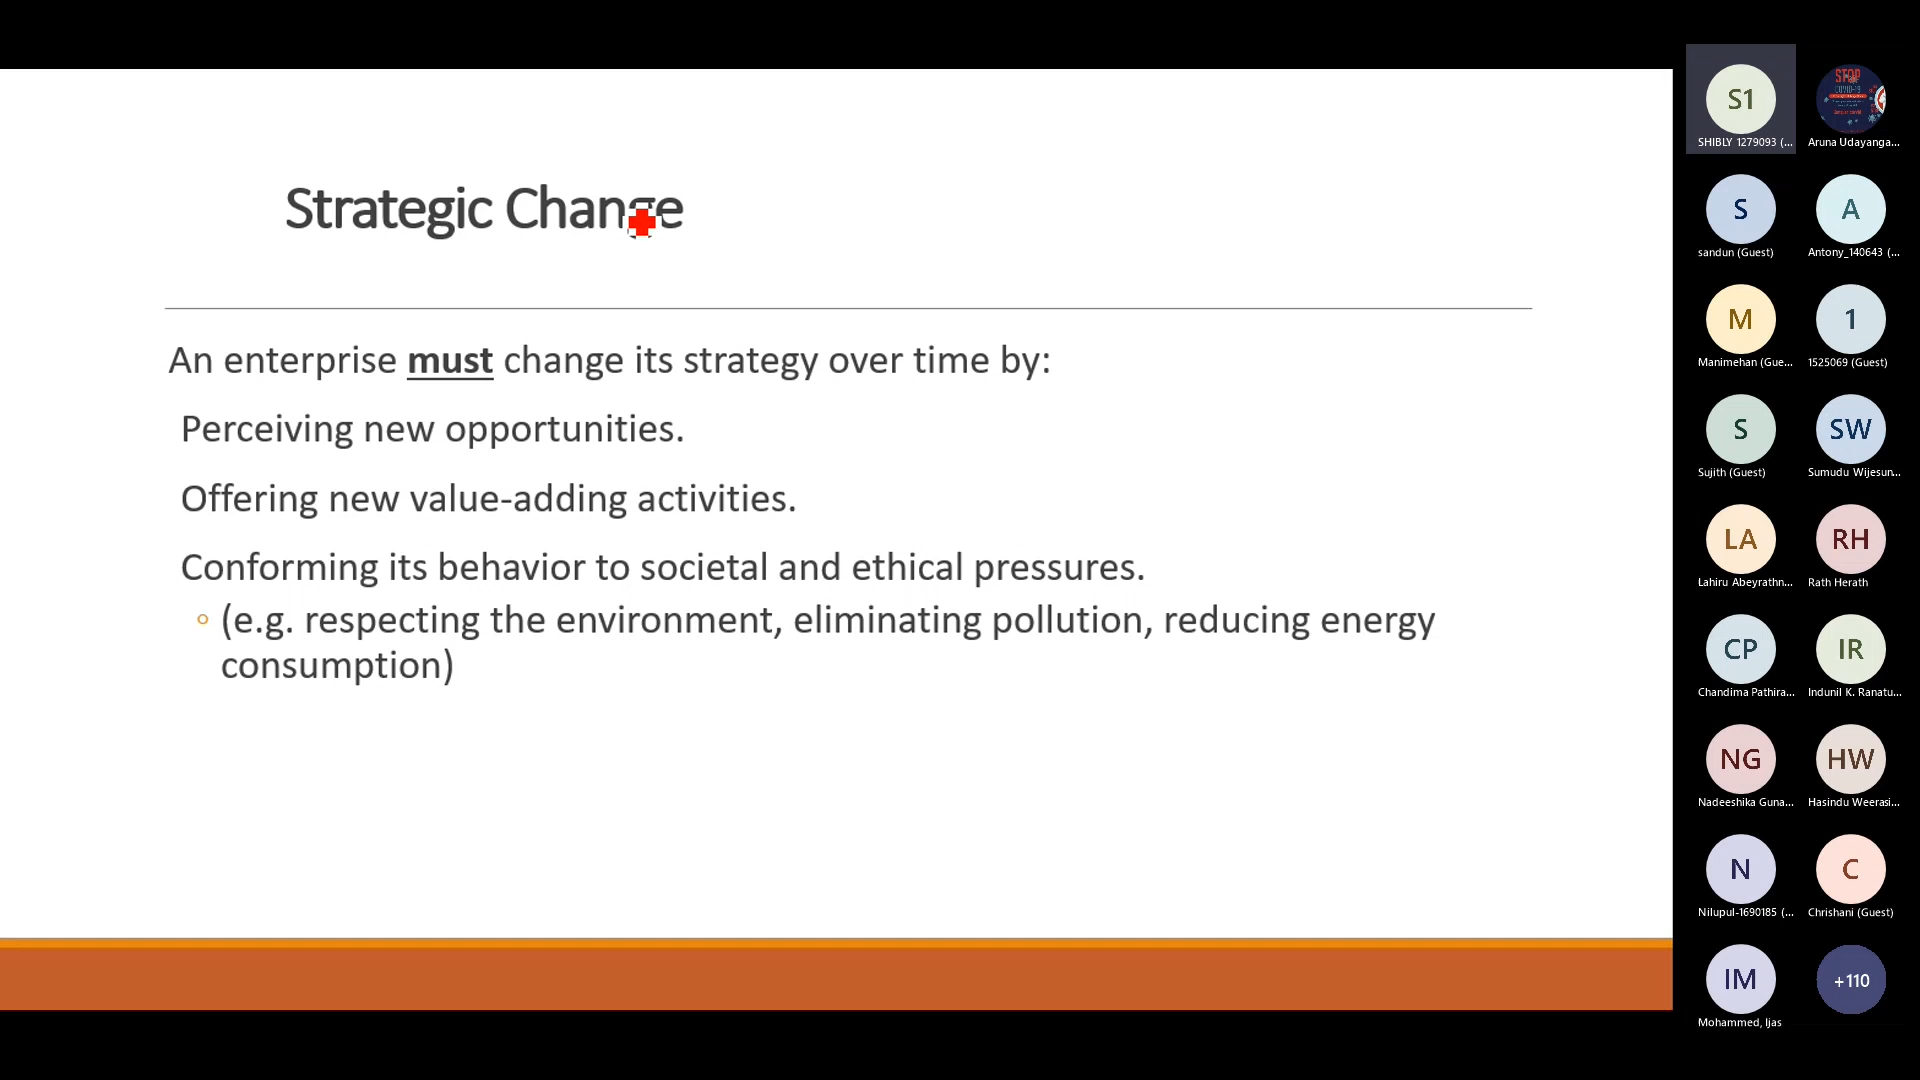 Strategic Change
An enterprise must change its strategy over time by:
Perceiving new opportunities.
Offering new value-adding activities.
Conforming its behavior to societal and ethical pressures.
(e.g. respecting the environment, eliminating pollution, reducing energy
consumption)
S1
SHIBLY 1279093 (...
STOP
COVID-19
Aruna Udayanga...
S
sandun (Guest)
A
Antony_140643 (...
M
Manimehan (Gue...
1
1525069 (Guest)
S
Sujith (Guest)
SW
Sumudu Wijesun...
LA
Lahiru Abeyrathn...
RH
Rath Herath
CP
Chandima Pathira...
IR
Indunil K. Ranatu...
NG
Nadeeshika Guna...
HW
Hasindu Weerasi...
N
Nilupul-1690185 (...
C
Chrishani (Guest)
IM
Mohammed, Ijas
+110